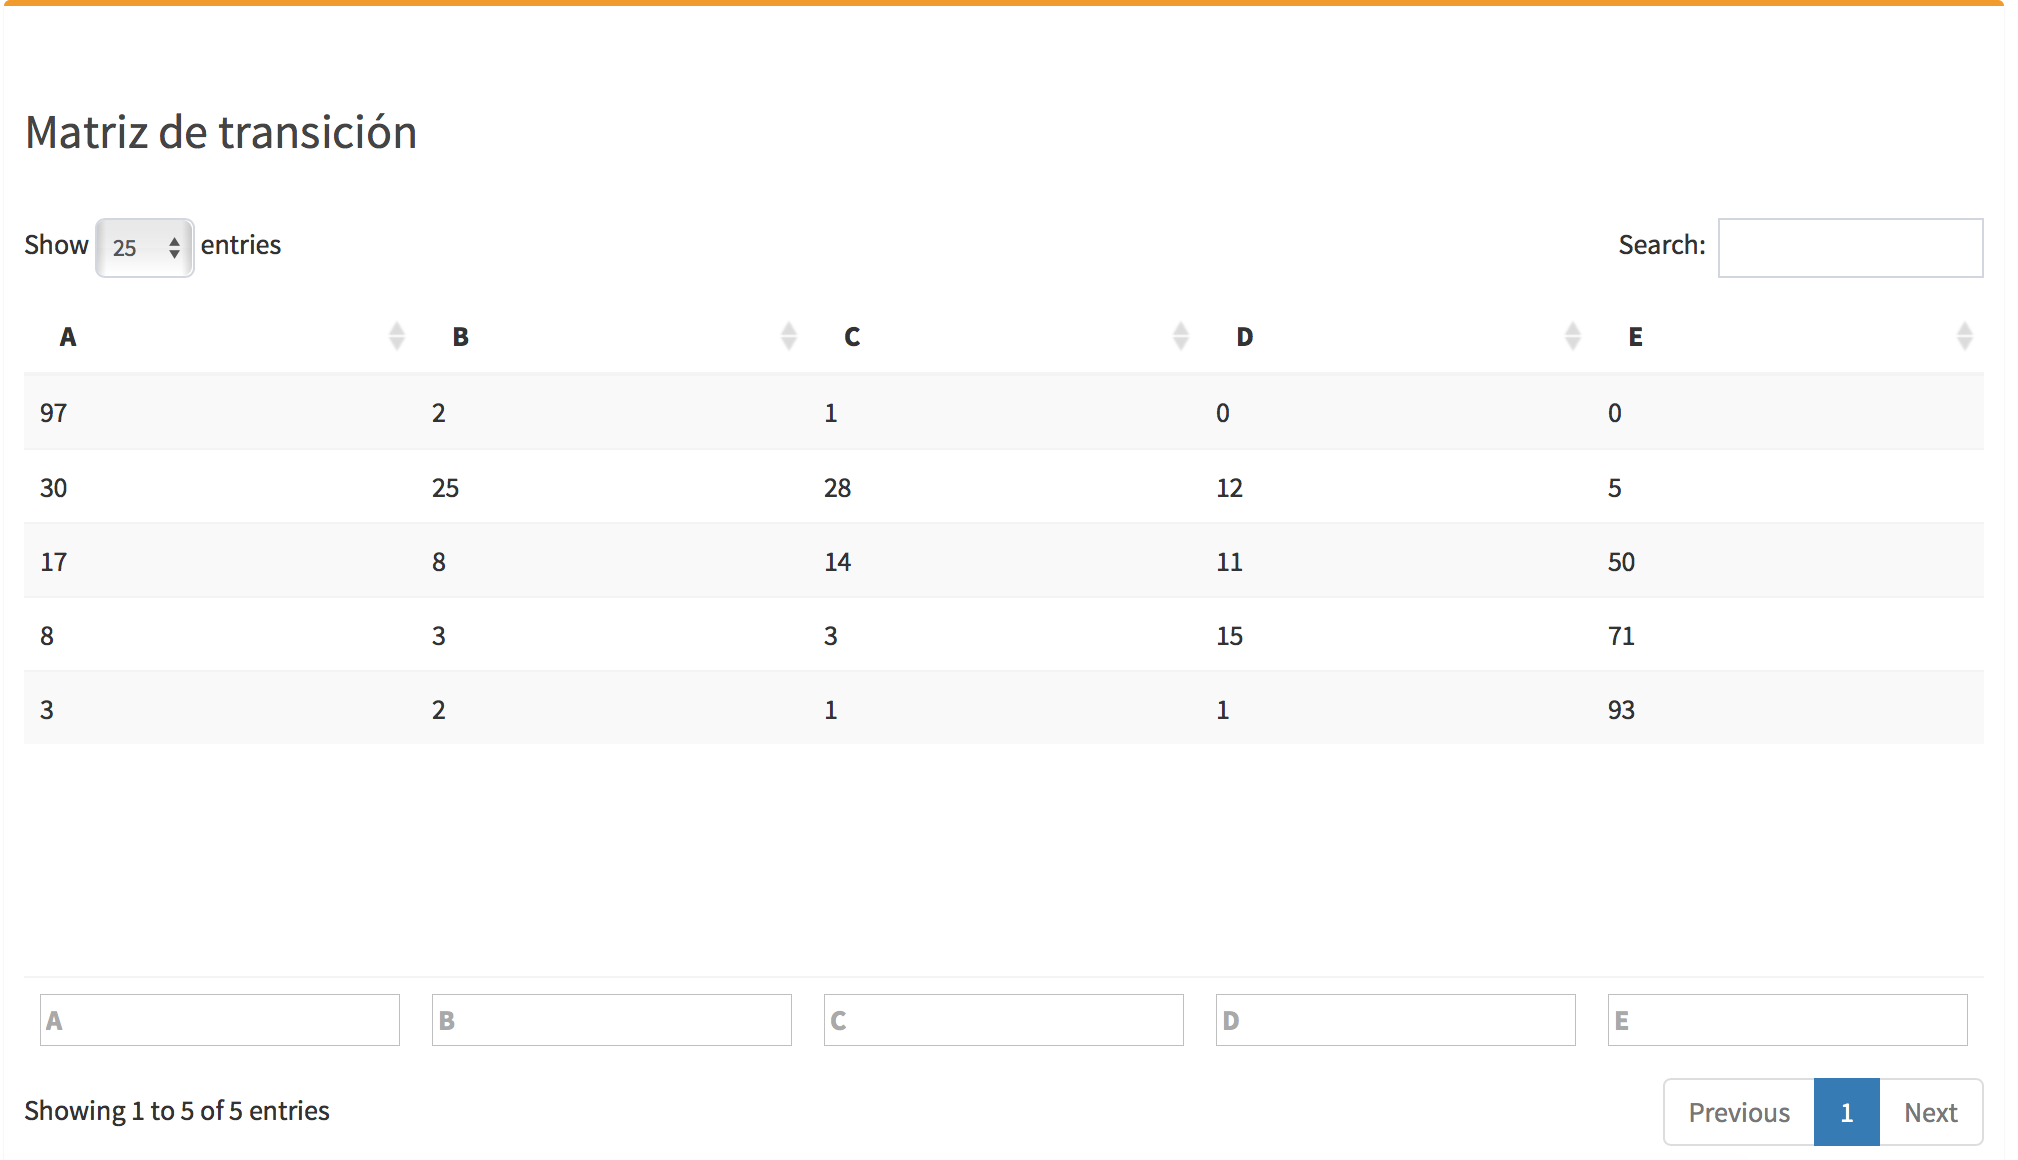 Matriz de transición
Show 25 entries Search:
A B C D E
97 2 1 0 0
30 25 28 12 5
17 8 14 11 50
8 3 3 15 71
3 2 1 1 93
A B C D E
Showing 1 to 5 of 5 entries Previous 1 Next